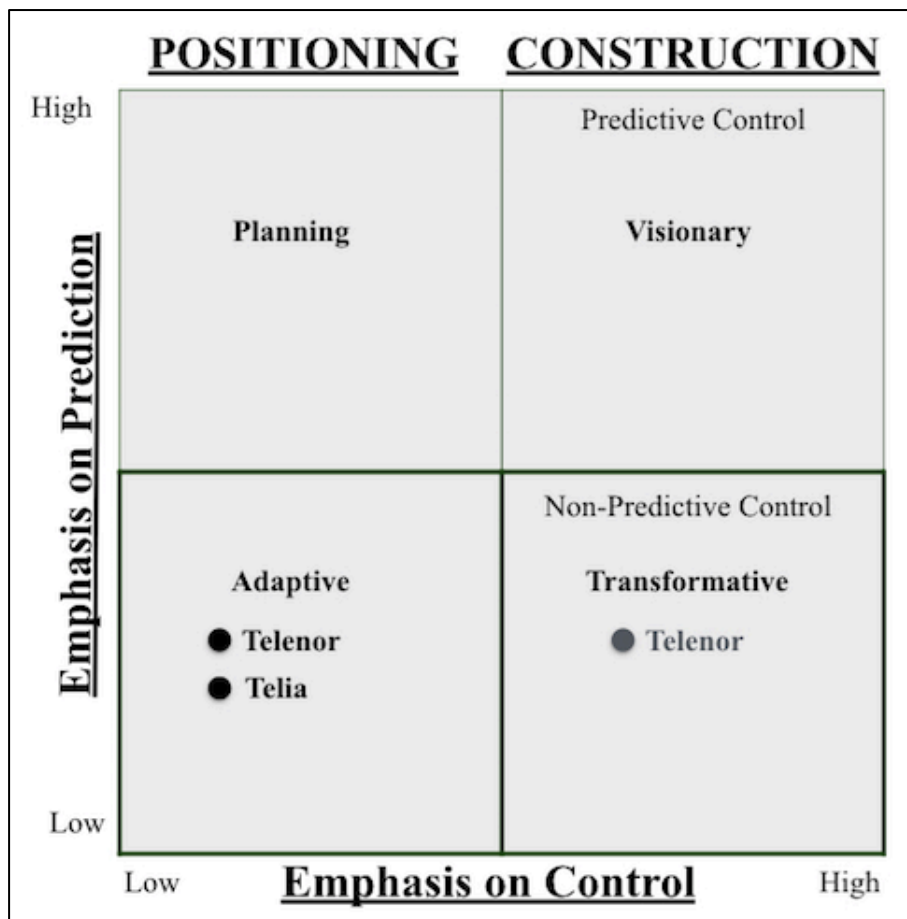 POSITIONING CONSTRUCTION
High
Predictive Control
Planning
Visionary
Emphasis on Prediction
Non-Predictive Control
Adaptive
Transformative
Telenor
Telenor
Telia
Low
Low
Emphasis on Control
High